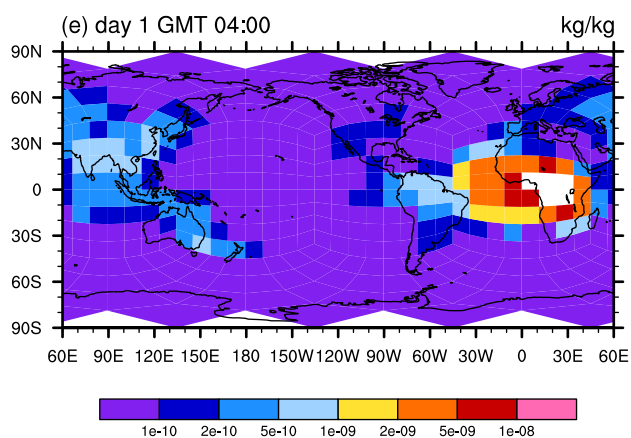 (e) day 1 GMT 04:00 kg/kg
90N
60N
30N
0
30S
60S
90S
60E 90E 120E 150E 180 150W 120W 90W 60W 30W 0 30E 60E
1e-10 2e-10 5e-10 1e-09 2e-09 5e-09 1e-08